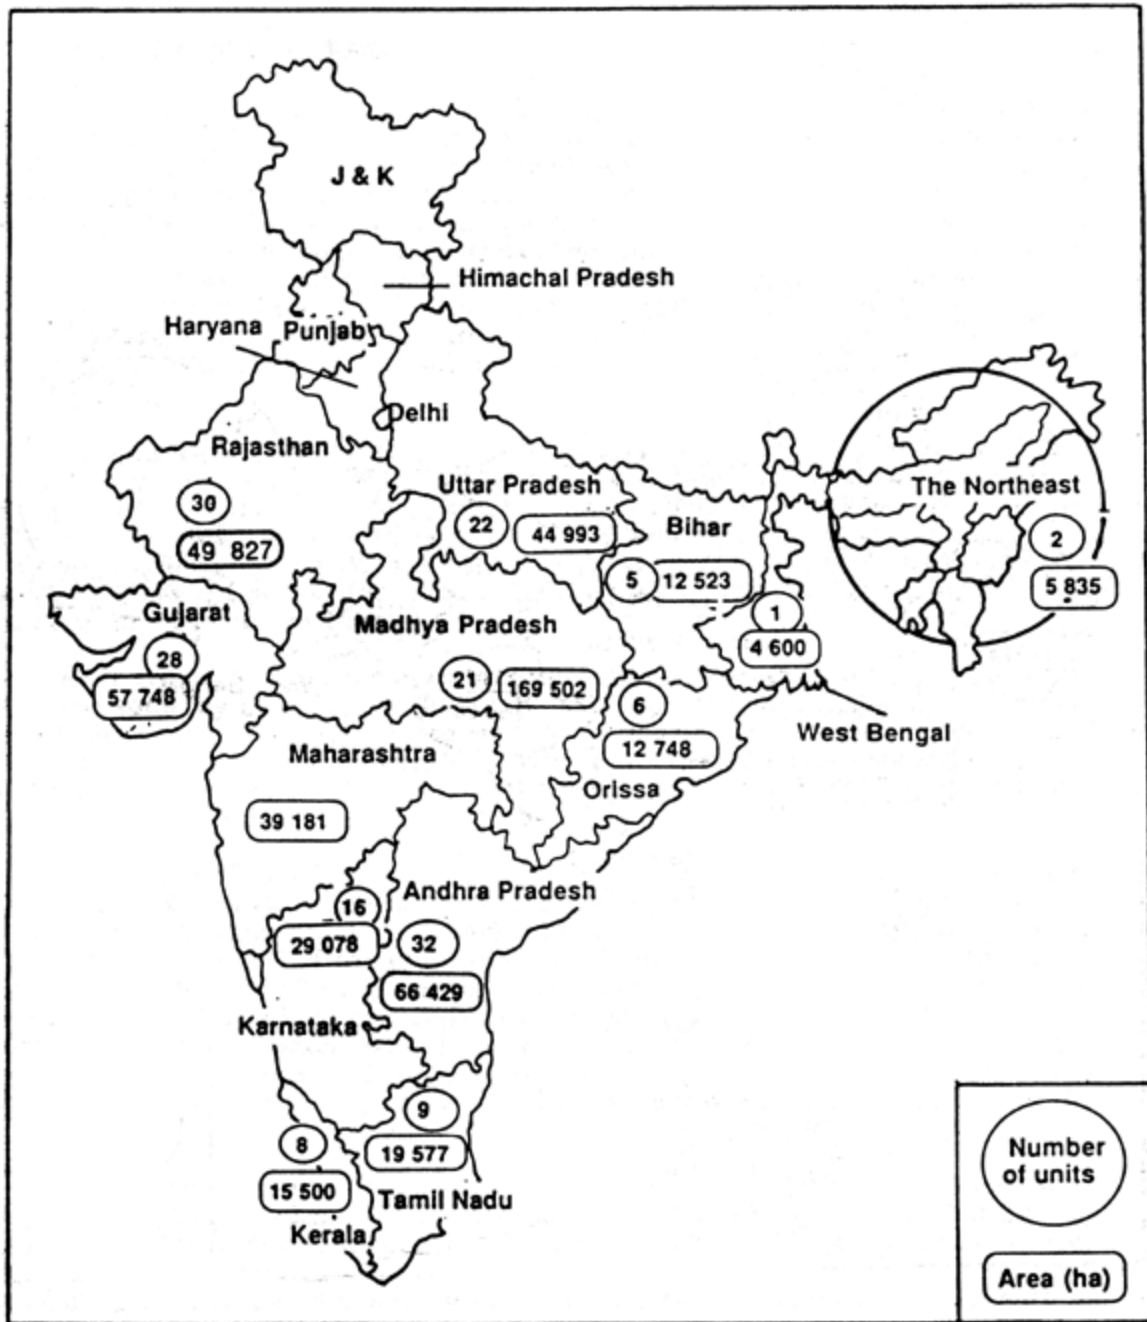 J & K
Himachal Pradesh
Haryana
Punjab
Delhi
Rajasthan
30
49 827
Uttar Pradesh
22
44 993
Bihar
5
12 523
The Northeast
2
5 835
Gujarat
28
57 748
Madhya Pradesh
21
169 502
1
4 600
West Bengal
6
12 748
Orissa
Maharashtra
39 181
Andhra Pradesh
32
66 429
16
29 078
Karnataka
9
19 577
Tamil Nadu
8
15 500
Kerala
Number
of units
Area (ha)